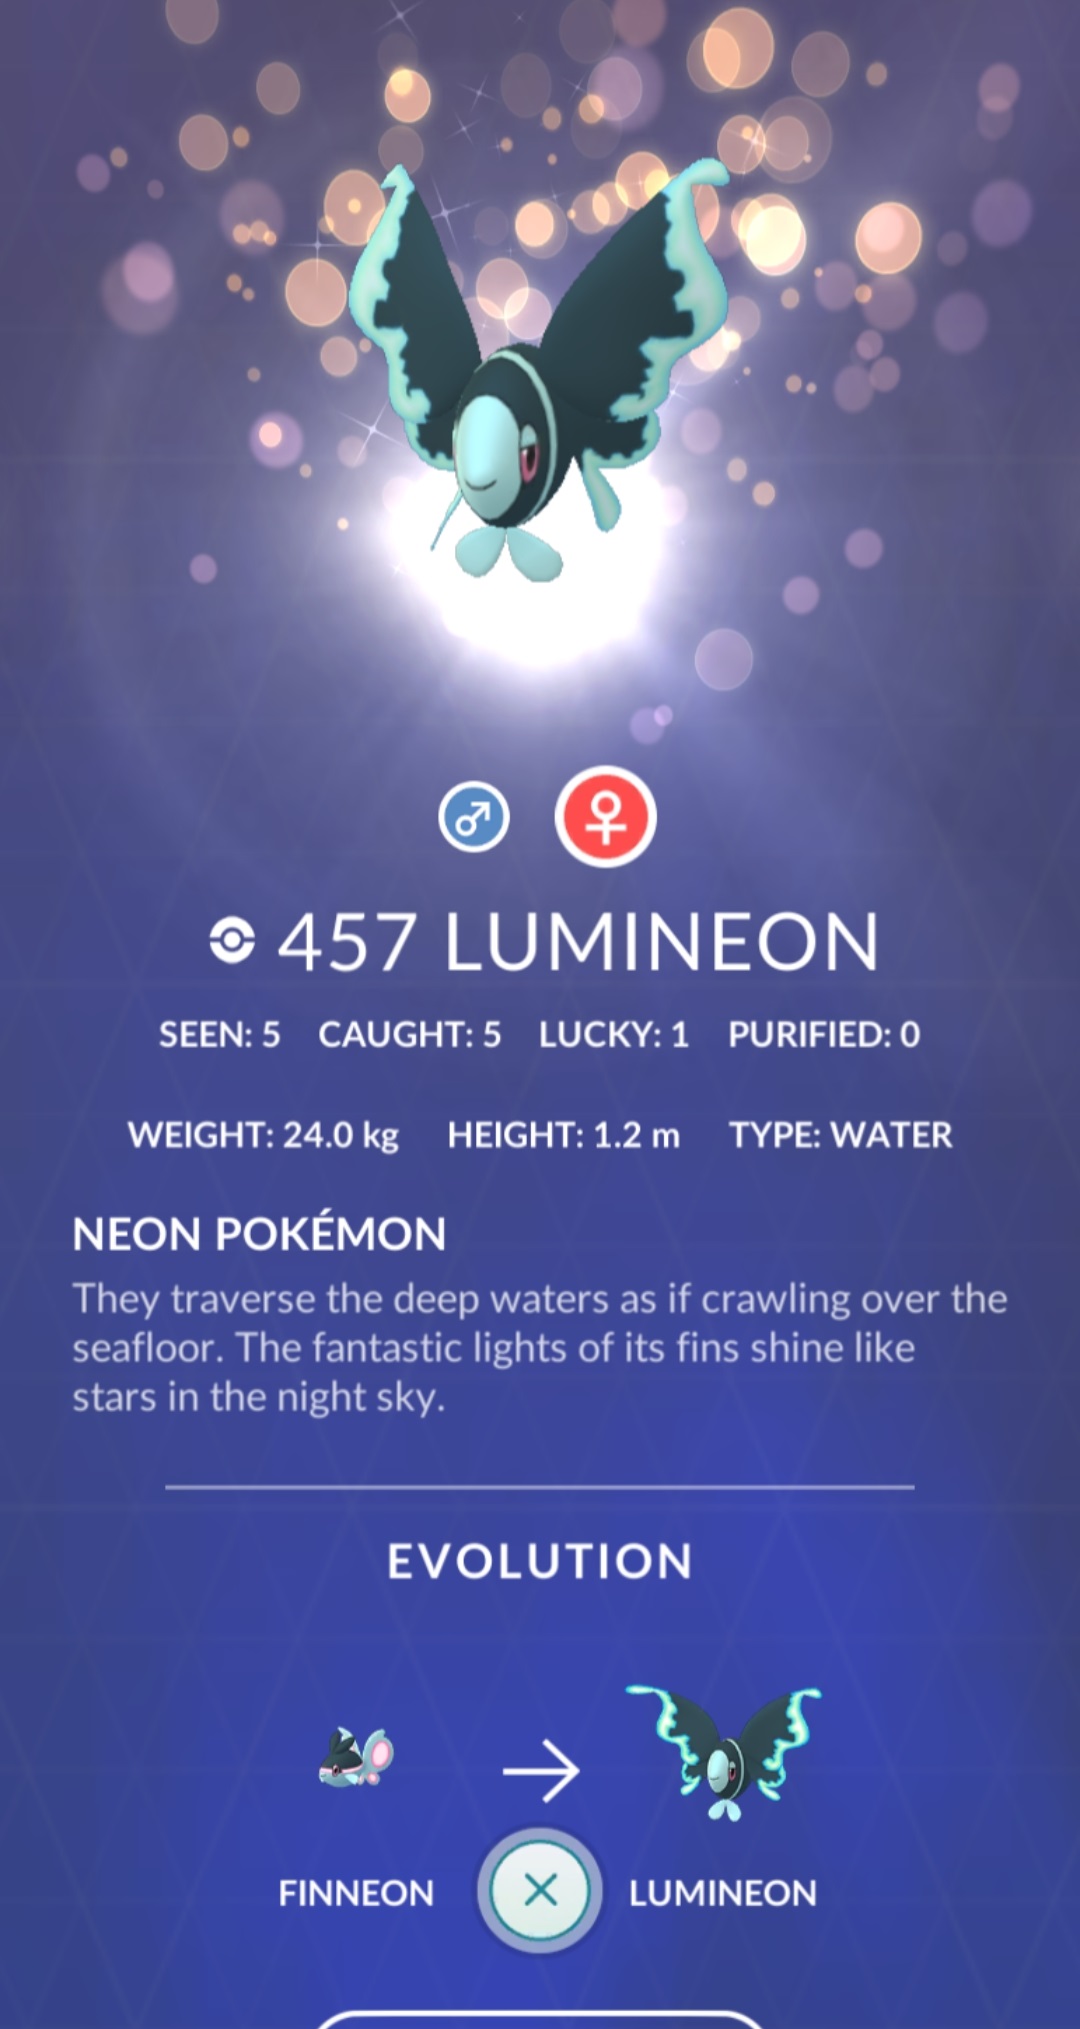 457 LUMINEON
SEEN: 5 CAUGHT: 5 LUCKY: 1 PURIFIED: 0
WEIGHT: 24.0 kg HEIGHT: 1.2 m TYPE: WATER
NEON POKÉMON
They traverse the deep waters as if crawling over the
seafloor. The fantastic lights of its fins shine like
stars in the night sky.
EVOLUTION
FINNEON LUMINEON